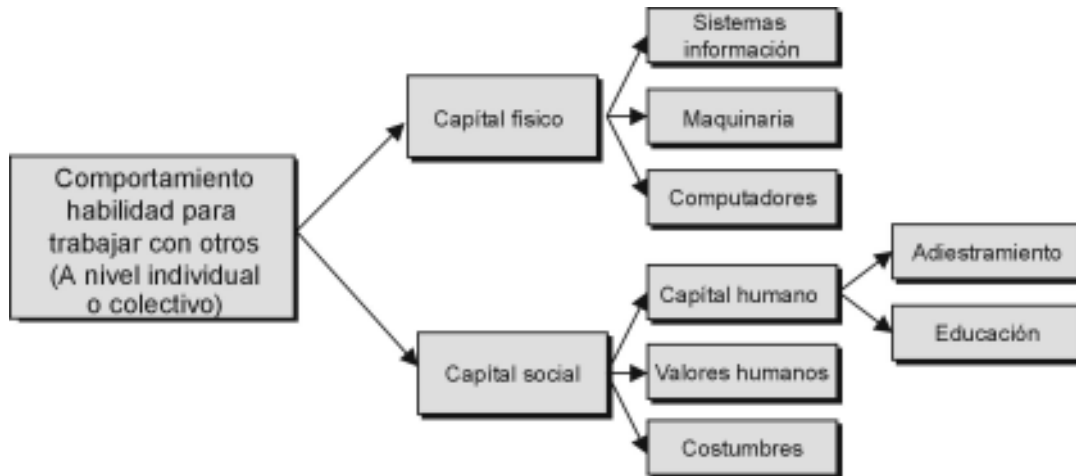 Comportamiento
habilidad para
trabajar con otros
(A nivel individual
o colectivo)
Capital físico
Sistemas
información
Maquinaria
Computadores
Capital social
Capital humano
Adiestramiento
Educación
Valores humanos
Costumbres